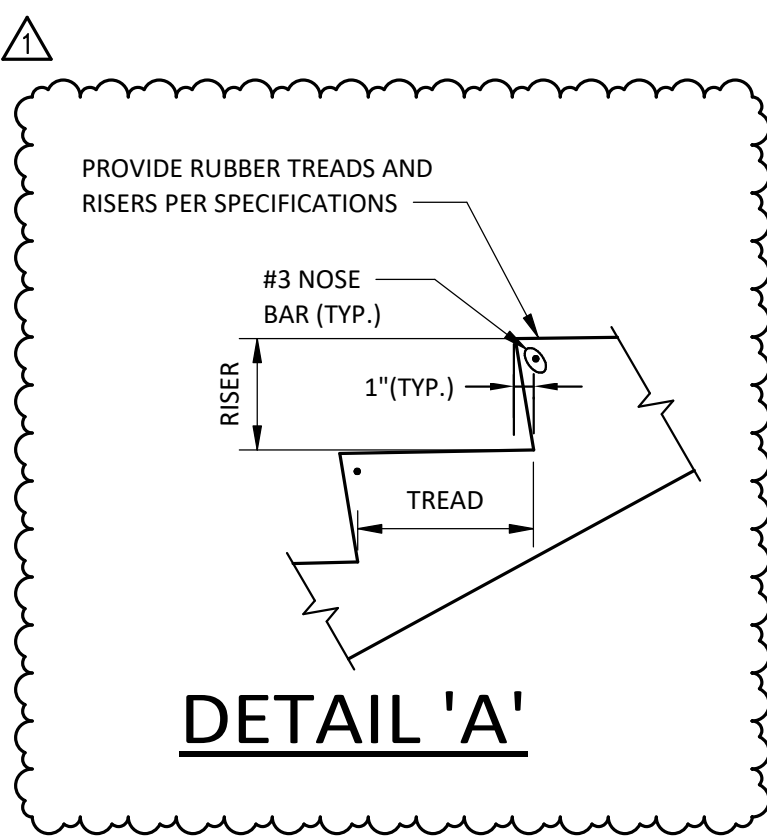 1
PROVIDE RUBBER TREADS AND
RISERS PER SPECIFICATIONS
#3 NOSE
BAR (TYP.)
RISER
1"(TYP.)
TREAD
DETAIL 'A'